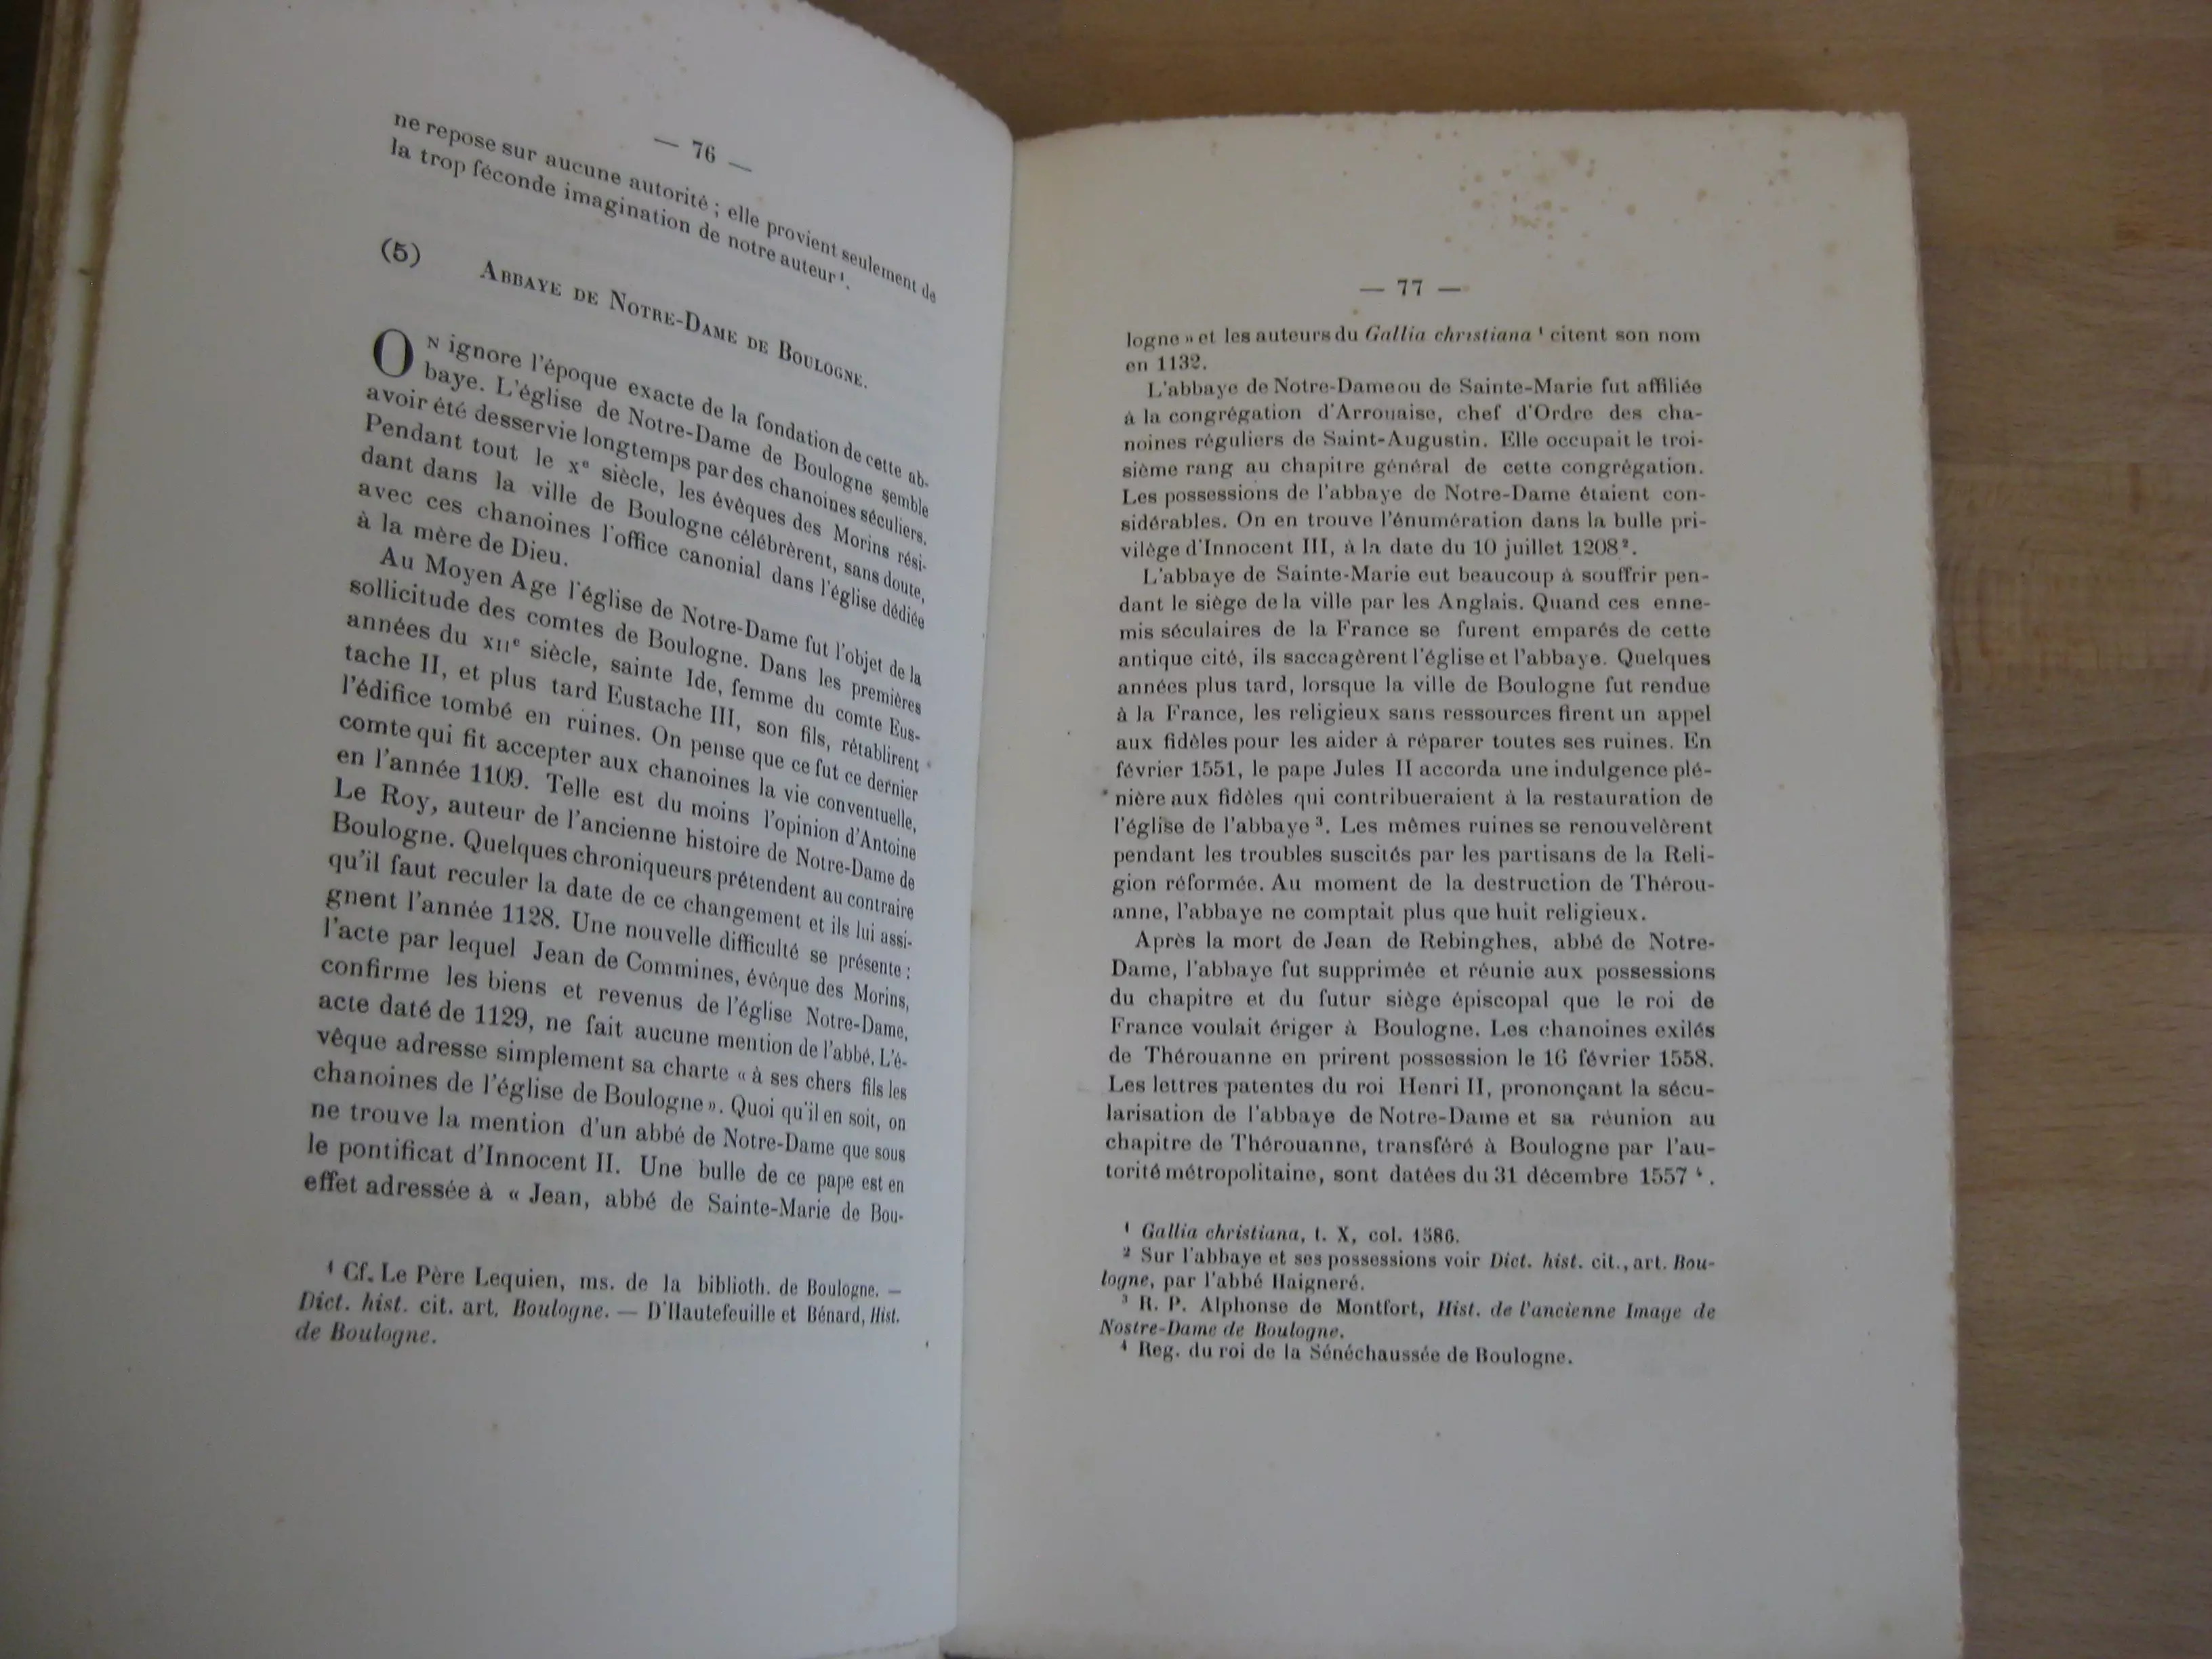 — 76 —
ne repose sur aucune autorité ; elle provient seulement de
la trop féconde imagination de notre auteur¹.
(5) ABBAYE DE NOTRE-DAME DE BOULOGNE.
ON ignore l'époque exacte de la fondation de cette ab-
baye. L'église de Notre-Dame de Boulogne semble
avoir été desservie longtemps par des chanoines séculiers.
Pendant tout le xe siècle, les évêques des Morins rési-
dant dans la ville de Boulogne célébrèrent, sans doute,
avec ces chanoines l'office canonial dans l'église dédiée
à la mère de Dieu.
Au Moyen Age l'église de Notre-Dame fut l'objet de la
sollicitude des comtes de Boulogne. Dans les premières
années du XIIe siècle, sainte Ide, femme du comte Eus-
tache II, et plus tard Eustache III, son fils, rétablirent
l'édifice tombé en ruines. On pense que ce fut ce dernier
comte qui fit accepter aux chanoines la vie conventuelle,
en l'année 1109. Telle est du moins l'opinion d'Antoine
Le Roy, auteur de l'ancienne histoire de Notre-Dame de
Boulogne. Quelques chroniqueurs prétendent au contraire
qu'il faut reculer la date de ce changement et ils lui assi-
gnent l'année 1128. Une nouvelle difficulté se présente :
l'acte par lequel Jean de Commines, évêque des Morins,
confirme les biens et revenus de l'église Notre-Dame,
acte daté de 1129, ne fait aucune mention de l'abbé. L'é-
vêque adresse simplement sa charte « à ses chers fils les
chanoines de l'église de Boulogne ». Quoi qu'il en soit, on
ne trouve la mention d'un abbé de Notre-Dame que sous
le pontificat d'Innocent II. Une bulle de ce pape est en
effet adressée à « Jean, abbé de Sainte-Marie de Bou-
¹ Cf. Le Père Lequien, ms. de la biblioth. de Boulogne. —
Dict. hist. cit. art. Boulogne. — D'Hautefeuille et Bénard, Hist.
de Boulogne.
— 77 —
logne » et les auteurs du Gallia christiana ¹ citent son nom
en 1132.
L'abbaye de Notre-Dame ou de Sainte-Marie fut affiliée
à la congrégation d'Arrouaise, chef d'Ordre des cha-
noines réguliers de Saint-Augustin. Elle occupait le troi-
sième rang au chapitre général de cette congrégation.
Les possessions de l'abbaye de Notre-Dame étaient con-
sidérables. On en trouve l'énumération dans la bulle pri-
vilège d'Innocent III, à la date du 10 juillet 1208².
L'abbaye de Sainte-Marie eut beaucoup à souffrir pen-
dant le siège de la ville par les Anglais. Quand ces enne-
mis séculaires de la France se furent emparés de cette
antique cité, ils saccagèrent l'église et l'abbaye. Quelques
années plus tard, lorsque la ville de Boulogne fut rendue
à la France, les religieux sans ressources firent un appel
aux fidèles pour les aider à réparer toutes ses ruines. En
février 1551, le pape Jules II accorda une indulgence plé-
nière aux fidèles qui contribueraient à la restauration de
l'église de l'abbaye ³. Les mêmes ruines se renouvelèrent
pendant les troubles suscités par les partisans de la Reli-
gion réformée. Au moment de la destruction de Thérou-
anne, l'abbaye ne comptait plus que huit religieux.
Après la mort de Jean de Rebinghes, abbé de Notre-
Dame, l'abbaye fut supprimée et réunie aux possessions
du chapitre et du futur siège épiscopal que le roi de
France voulait ériger à Boulogne. Les chanoines exilés
de Thérouanne en prirent possession le 16 février 1558.
Les lettres patentes du roi Henri II, prononçant la sécu-
larisation de l'abbaye de Notre-Dame et sa réunion au
chapitre de Thérouanne, transféré à Boulogne par l'au-
torité métropolitaine, sont datées du 31 décembre 1557 ⁴.
¹ Gallia christiana, t. X, col. 1586.
² Sur l'abbaye et ses possessions voir Dict. hist. cit., art. Bou-
logne, par l'abbé Haigneré.
³ R. P. Alphonse de Montfort, Hist. de l'ancienne Image de
Nostre-Dame de Boulogne.
⁴ Reg. du roi de la Sénéchaussée de Boulogne.